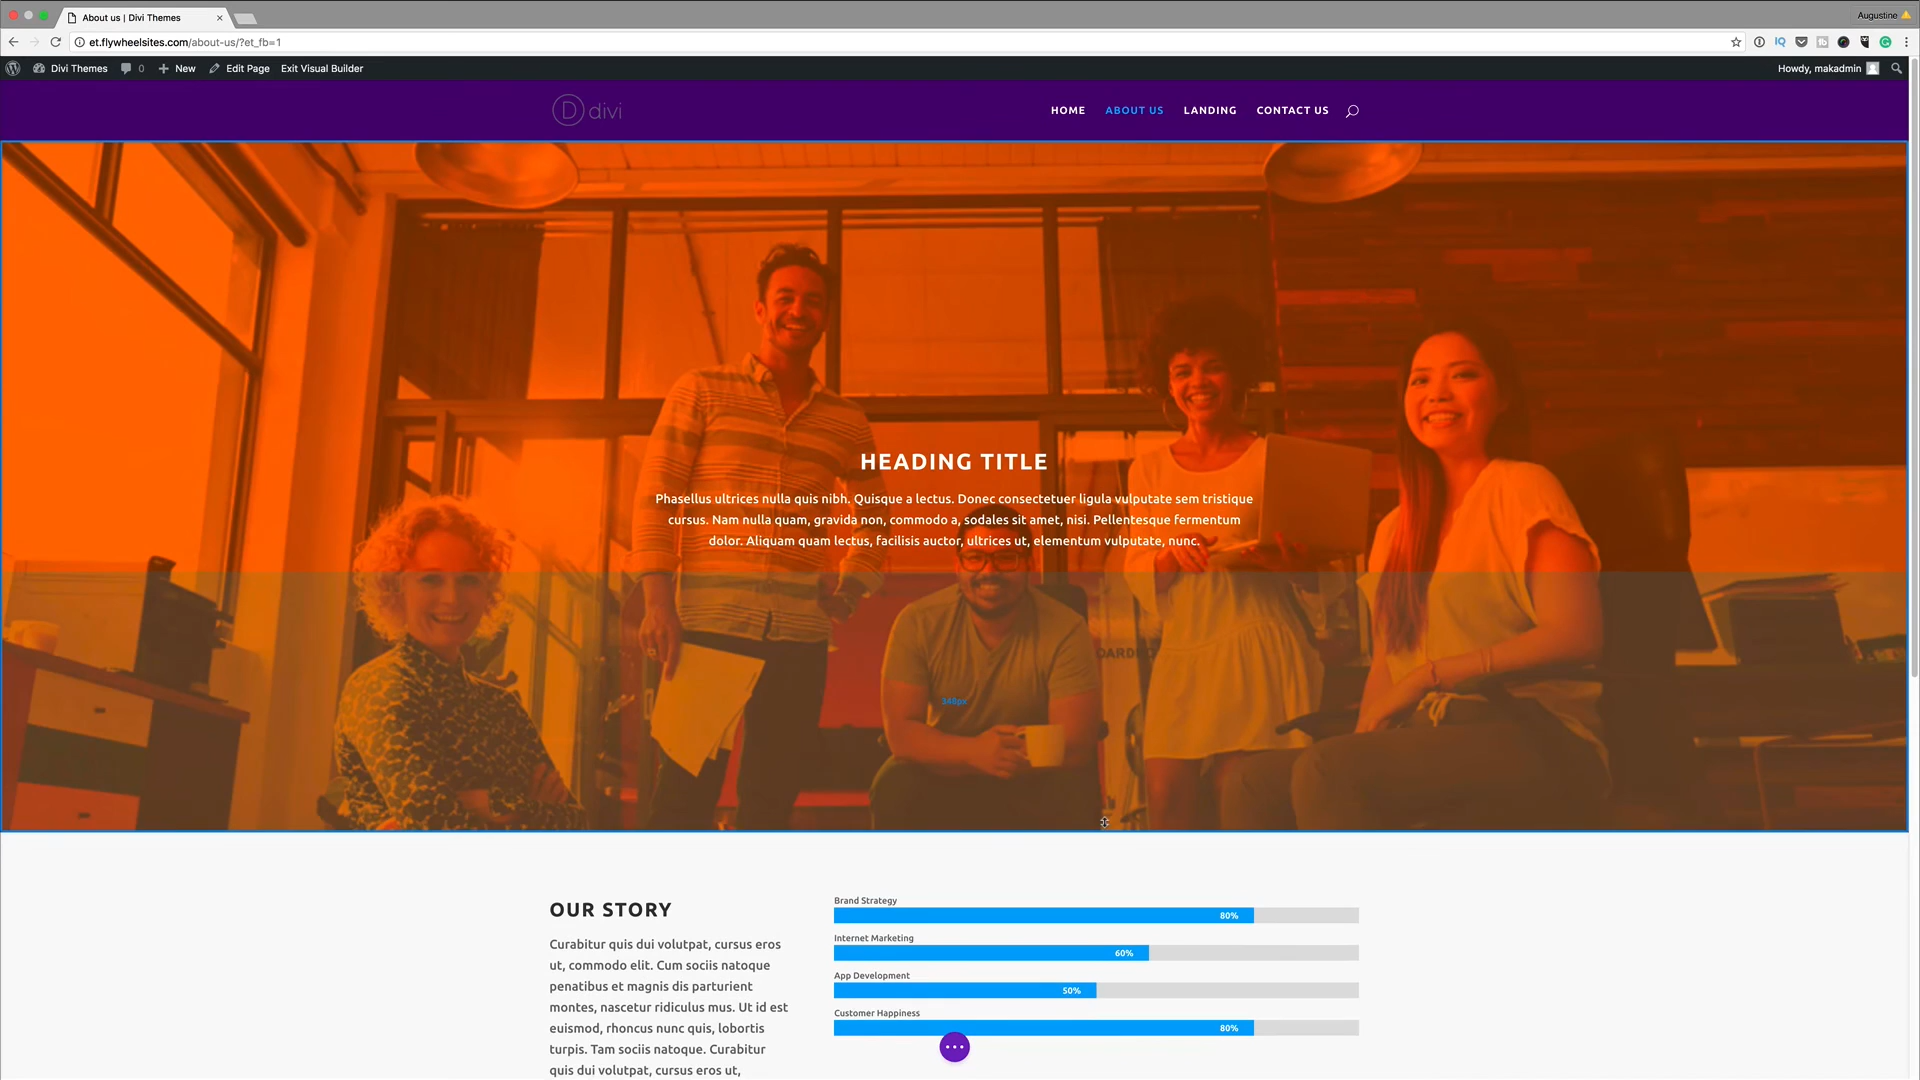 About us | Divi Themes
Augustine
et.flywheelsites.com/about-us/?et_fb=1
IQ
Divi Themes
0
New
Edit Page
Exit Visual Builder
Howdy, makadmin
D divi
HOME
ABOUT US
LANDING
CONTACT US
HEADING TITLE
Phasellus ultrices nulla quis nibh. Quisque a lectus. Donec consectetuer ligula vulputate sem tristique
cursus. Nam nulla quam, gravida non, commodo a, sodales sit amet, nisi. Pellentesque fermentum
dolor. Aliquam quam lectus, facilisis auctor, ultrices ut, elementum vulputate, nunc.
OUR STORY
Curabitur quis dui volutpat, cursus eros
ut, commodo elit. Cum sociis natoque
penatibus et magnis dis parturient
montes, nascetur ridiculus mus. Ut id est
euismod, rhoncus nunc quis, lobortis
turpis. Tam sociis natoque. Curabitur
quis dui volutpat, cursus eros ut,
Brand Strategy
80%
Internet Marketing
60%
App Development
50%
Customer Happiness
80%